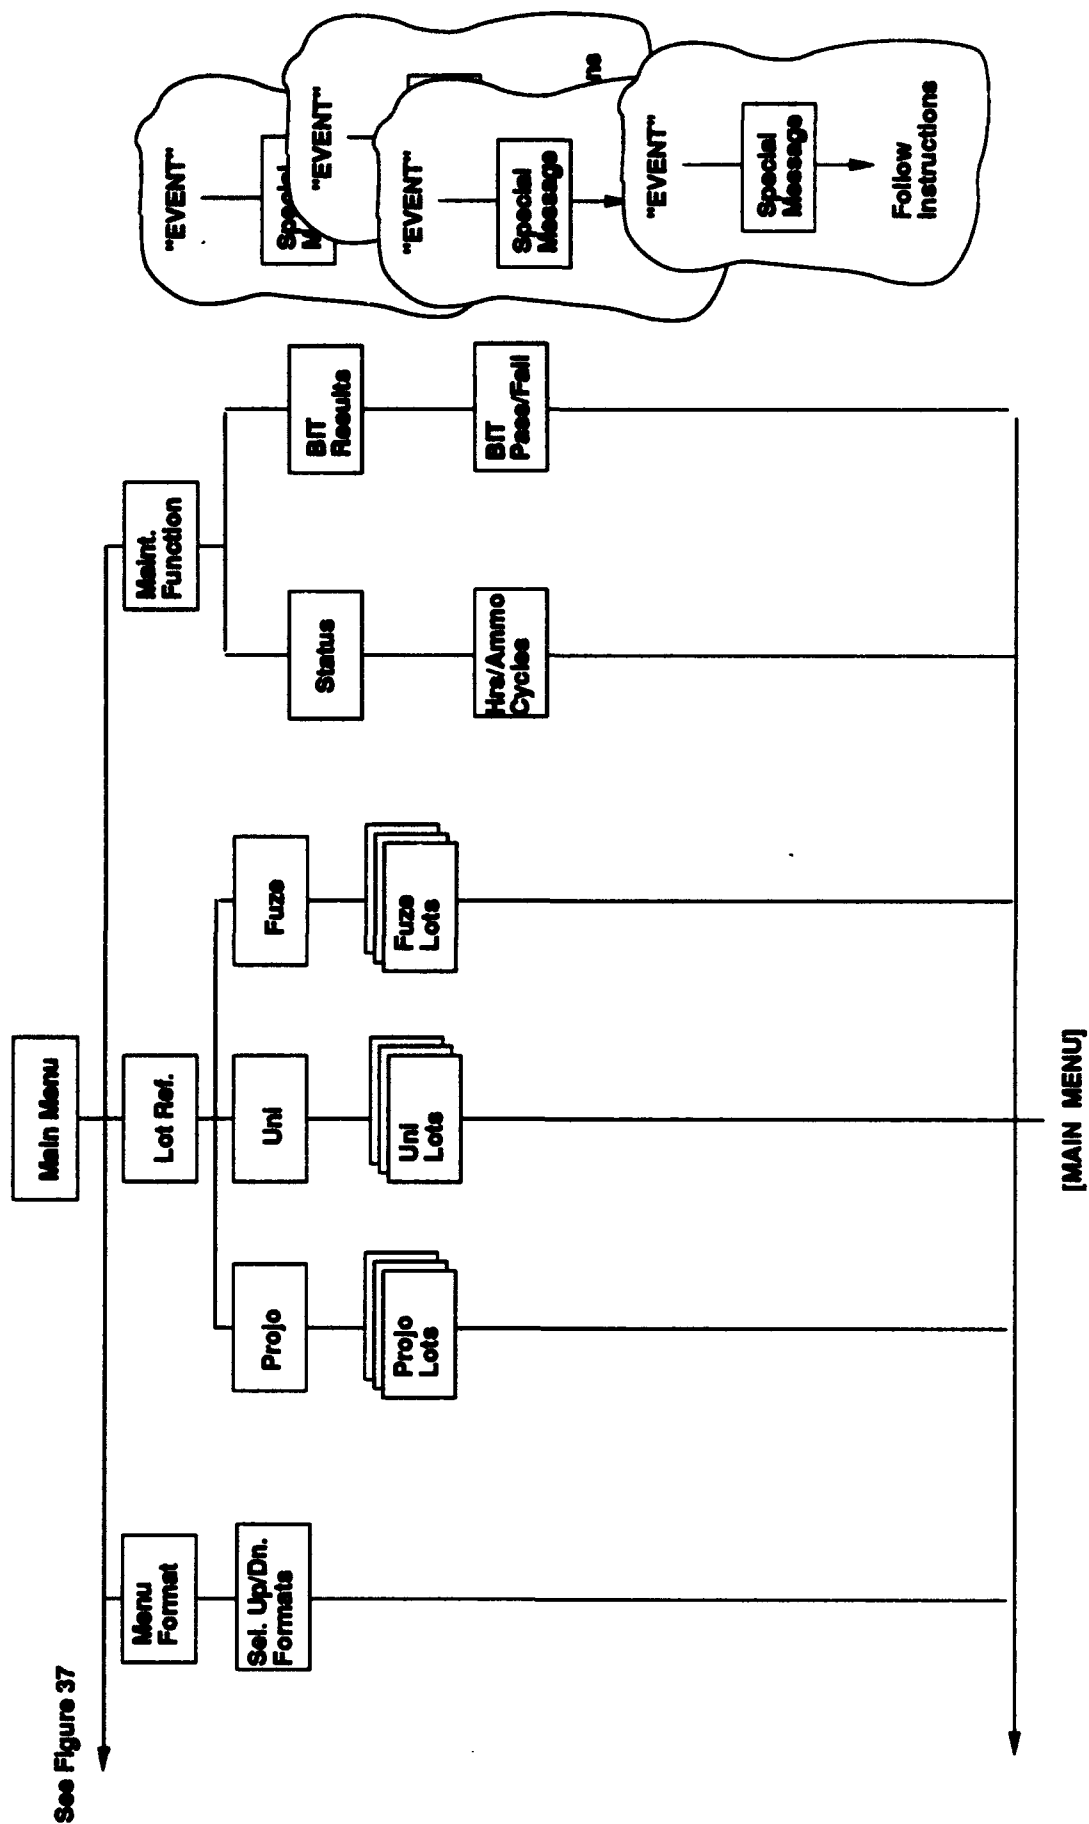 See Figure 37
Main Menu
Menu
Format
Lot Ref.
Maint.
Function
Sel. Up/Dn.
Formats
Projo
Uni
Fuze
Status
BIT
Results
Projo
Lots
Uni
Lots
Fuze
Lots
Hrs/Ammo
Cycles
BIT
Pass/Fail
"EVENT"
Special
M
"EVENT"
ns
"EVENT"
Special
Message
"EVENT"
Special
Message
Follow
Instructions
[MAIN MENU]